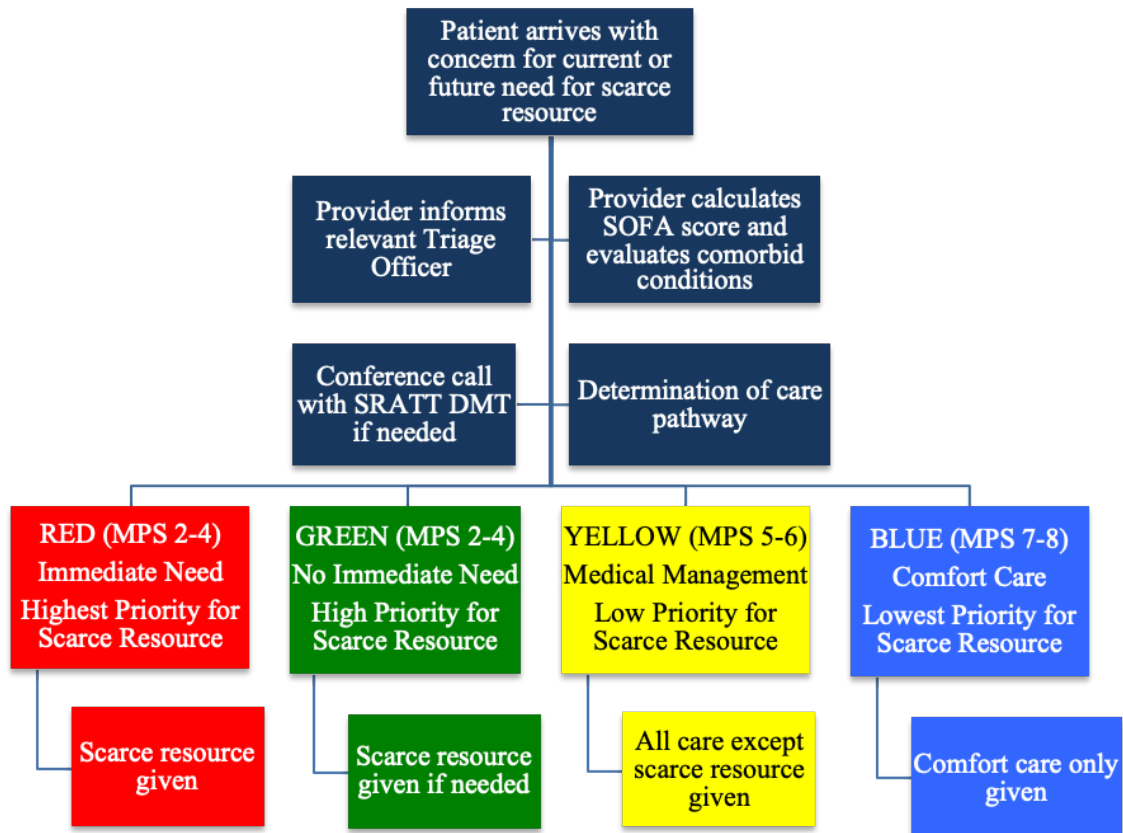 Patient arrives with
concern for current or
future need for scarce
resource
Provider informs
relevant Triage
Officer
Provider calculates
SOFA score and
evaluates comorbid
conditions
Conference call
with SRATT DMT
if needed
Determination of care
pathway
RED (MPS 2-4)
Immediate Need
Highest Priority for
Scarce Resource
GREEN (MPS 2-4)
No Immediate Need
High Priority for
Scarce Resource
YELLOW (MPS 5-6)
Medical Management
Low Priority for
Scarce Resource
BLUE (MPS 7-8)
Comfort Care
Lowest Priority for
Scarce Resource
Scarce resource
given
Scarce resource
given if needed
All care except
scarce resource
given
Comfort care only
given